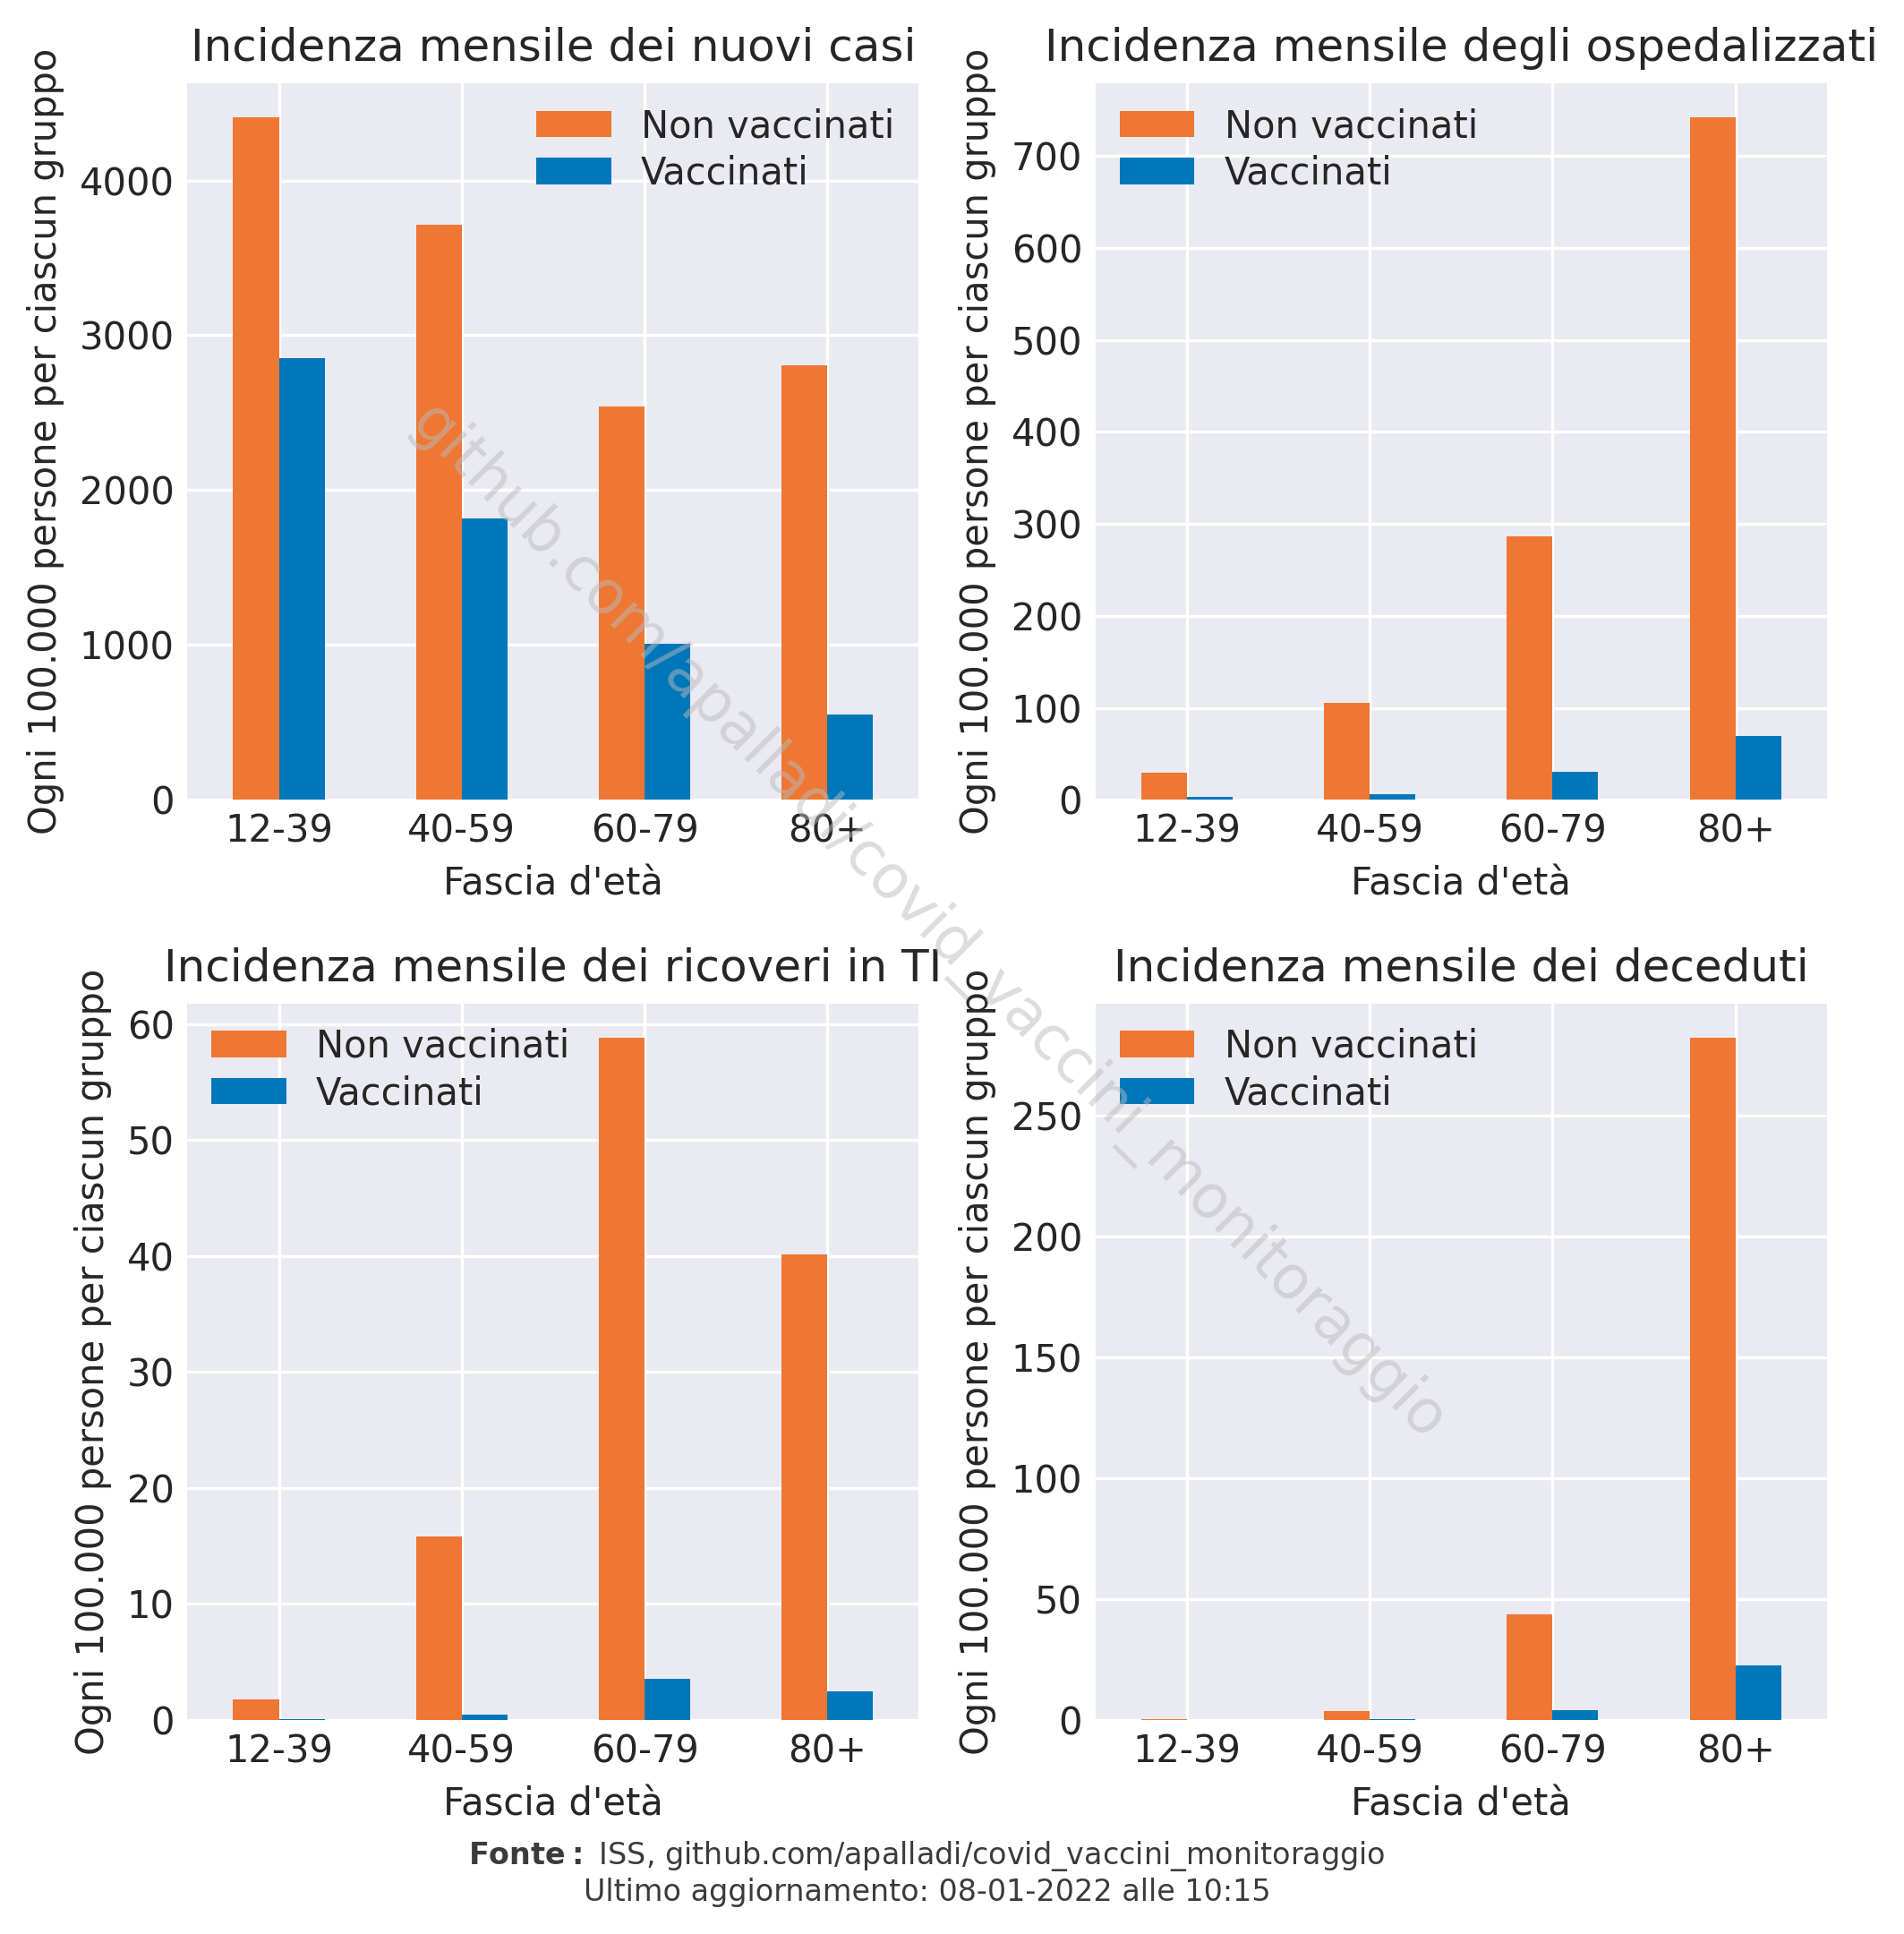 Incidenza mensile dei nuovi casi
Ogni 100.000 persone per ciascun gruppo
Non vaccinati
Vaccinati
4000
3000
2000
1000
0
12-39 40-59 60-79 80+
Fascia d'età
Incidenza mensile degli ospedalizzati
Ogni 100.000 persone per ciascun gruppo
Non vaccinati
Vaccinati
700
600
500
400
300
200
100
0
12-39 40-59 60-79 80+
Fascia d'età
Incidenza mensile dei ricoveri in TI
Ogni 100.000 persone per ciascun gruppo
Non vaccinati
Vaccinati
60
50
40
30
20
10
0
12-39 40-59 60-79 80+
Fascia d'età
Incidenza mensile dei deceduti
Ogni 100.000 persone per ciascun gruppo
Non vaccinati
Vaccinati
250
200
150
100
50
0
12-39 40-59 60-79 80+
Fascia d'età
github.com/apalladi/covid_vaccini_monitoraggio
Fonte: ISS, github.com/apalladi/covid_vaccini_monitoraggio
Ultimo aggiornamento: 08-01-2022 alle 10:15